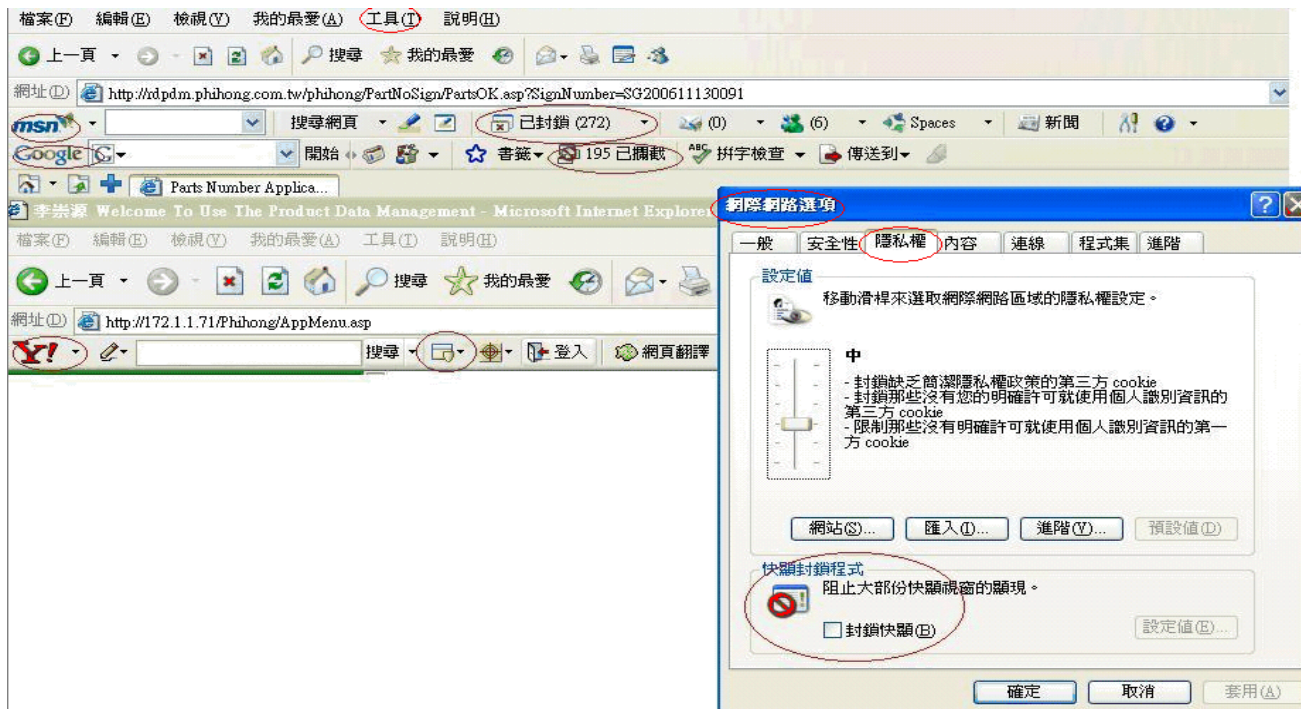 檔案(F) 編輯(E) 檢視(V) 我的最愛(A) 工具(T) 說明(H)
上一頁 搜尋 我的最愛
網址(D) http://rdpdm.phihong.com.tw/phihong/PartNoSign/PartsOK.asp?SignNumber=SG200611130091
msn 搜尋網頁 已封鎖 (272) (0) (6) Spaces 新聞
Google G 開始 書籤 195 已攔截 ABC 拼字檢查 傳送到
Parts Number Applica...
李崇源 Welcome To Use The Product Data Management - Microsoft Internet Explore
檔案(F) 編輯(E) 檢視(V) 我的最愛(A) 工具(T) 說明(H)
上一頁 搜尋 我的最愛
網址(D) http://172.1.1.71/Phihong/AppMenu.asp
Y! 搜尋 登入 網頁翻譯
網際網路選項
一般 安全性 隱私權 內容 連線 程式集 進階
設定值
移動滑桿來選取網際網路區域的隱私權設定。
中
- 封鎖缺乏簡潔隱私權政策的第三方 cookie
- 封鎖那些沒有您的明確許可就使用個人識別資訊的
第三方 cookie
- 限制那些沒有明確許可就使用個人識別資訊的第一
方 cookie
網站(S)... 匯入(I)... 進階(V)... 預設值(D)
快顯封鎖程式
阻止大部份快顯視窗的顯現。
封鎖快顯(B) 設定值(E)...
確定 取消 套用(A)